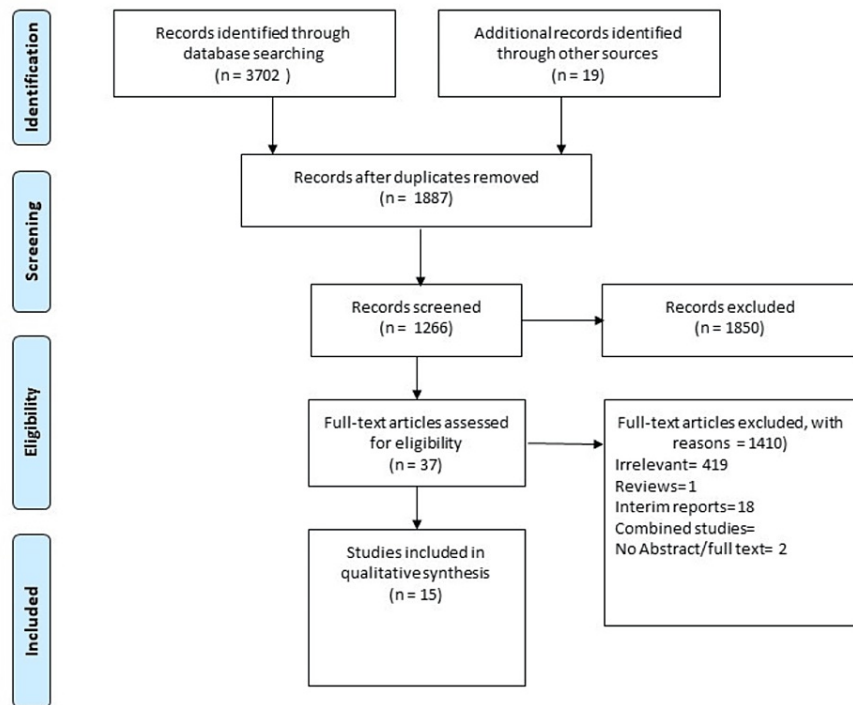 Identification
Records identified through
database searching
(n = 3702 )
Additional records identified
through other sources
(n = 19)
Screening
Records after duplicates removed
(n = 1887)
Records screened
(n = 1266)
Records excluded
(n = 1850)
Eligibility
Full-text articles assessed
for eligibility
(n = 37)
Full-text articles excluded, with
reasons = 1410)
Irrelevant= 419
Reviews=1
Interim reports=18
Combined studies=
No Abstract/full text= 2
Included
Studies included in
qualitative synthesis
(n = 15)